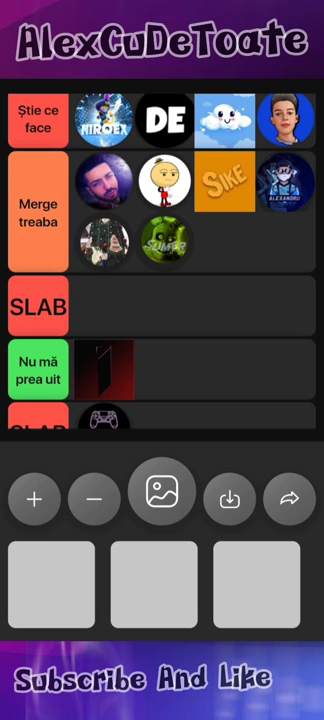 AlexCuDeToate
Știe ce
face
NIROEX
DE
Merge
treaba
SIKE
ALEXANDRU
SUMER
SLAB
Nu mă
prea uit
SLAB
Subscribe And Like